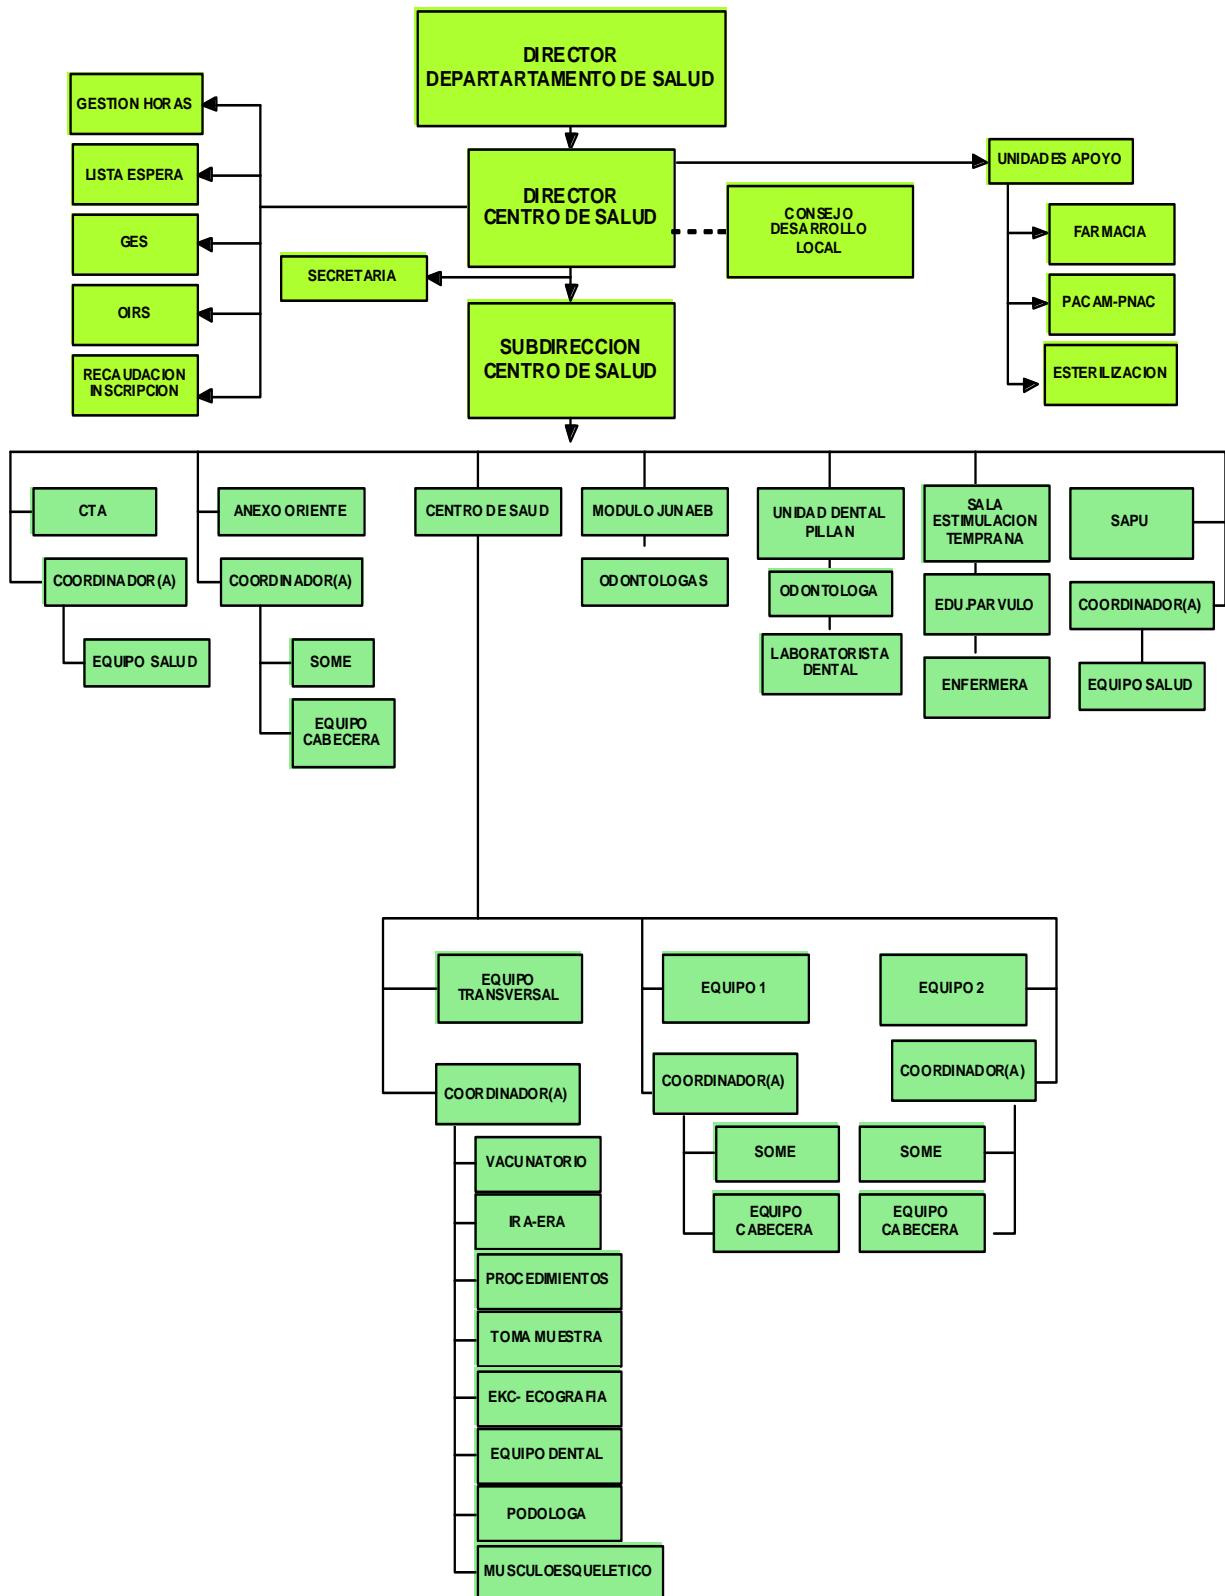 DIRECTOR
DEPARTARTAMENTO DE SALUD
GESTION HORAS
LISTA ESPERA
GES
OIRS
RECAUDACION
INSCRIPCION
DIRECTOR
CENTRO DE SALUD
CONSEJO
DESARROLLO
LOCAL
UNIDADES APOYO
FARMACIA
PACAM-PNAC
ESTERILIZACION
SECRETARIA
SUBDIRECCION
CENTRO DE SALUD
CTA
COORDINADOR(A)
EQUIPO SALUD
ANEXO ORIENTE
COORDINADOR(A)
SOME
EQUIPO
CABECERA
CENTRO DE SAUD
MODULO JUNAEB
ODONTOLOGAS
UNIDAD DENTAL
PILLAN
ODONTOLOGA
LABORATORISTA
DENTAL
SALA
ESTIMULACION
TEMPRANA
EDU.PARVULO
ENFERMERA
SAPU
COORDINADOR(A)
EQUIPO SALUD
EQUIPO
TRANSVERSAL
COORDINADOR(A)
VACUNATORIO
IRA-ERA
PROCEDIMIENTOS
TOMA MUESTRA
EKC- ECOGRAFIA
EQUIPO DENTAL
PODOLOGA
MUSCULOESQUELETICO
EQUIPO 1
COORDINADOR(A)
SOME
EQUIPO
CABECERA
EQUIPO 2
COORDINADOR(A)
SOME
EQUIPO
CABECERA